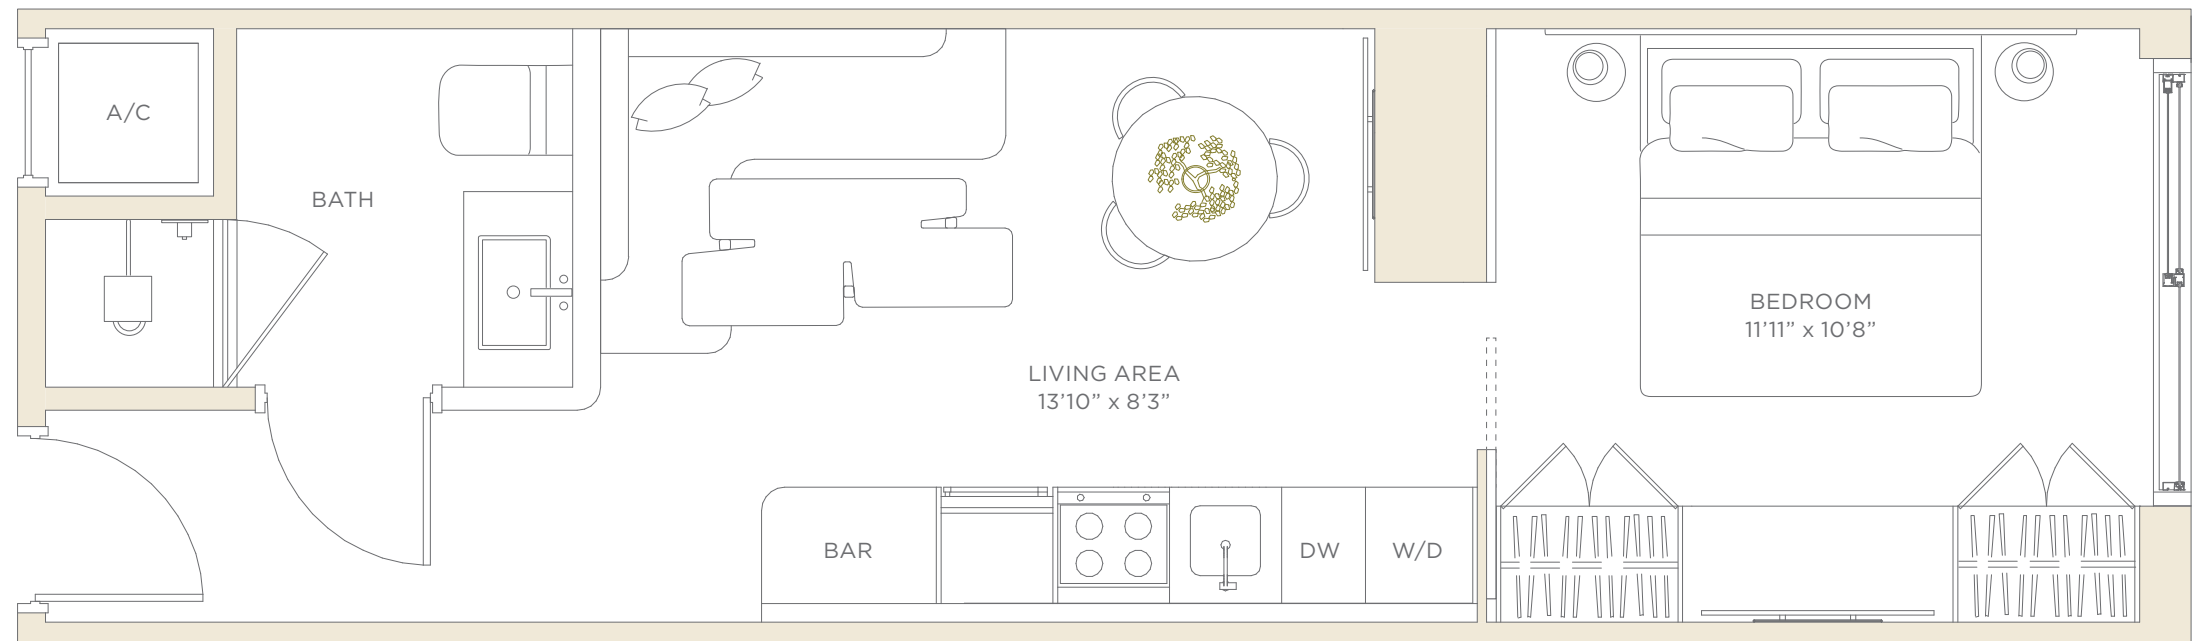 A/C
BATH
BEDROOM
11’11” x 10’8”
LIVING AREA
13’10” x 8’3”
BAR
DW
W/D